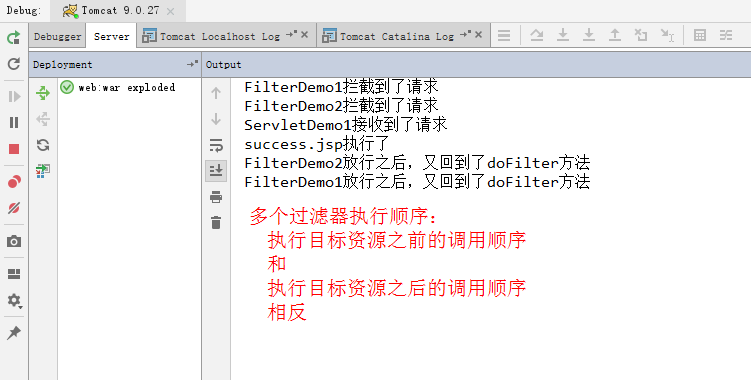 Debug: Tomcat 9.0.27
Debugger Server Tomcat Localhost Log Tomcat Catalina Log
Deployment Output
web:war exploded
FilterDemo1拦截到了请求
FilterDemo2拦截到了请求
ServletDemo1接收到了请求
success.jsp执行了
FilterDemo2放行之后，又回到了doFilter方法
FilterDemo1放行之后，又回到了doFilter方法
多个过滤器执行顺序：
执行目标资源之前的调用顺序
和
执行目标资源之后的调用顺序
相反